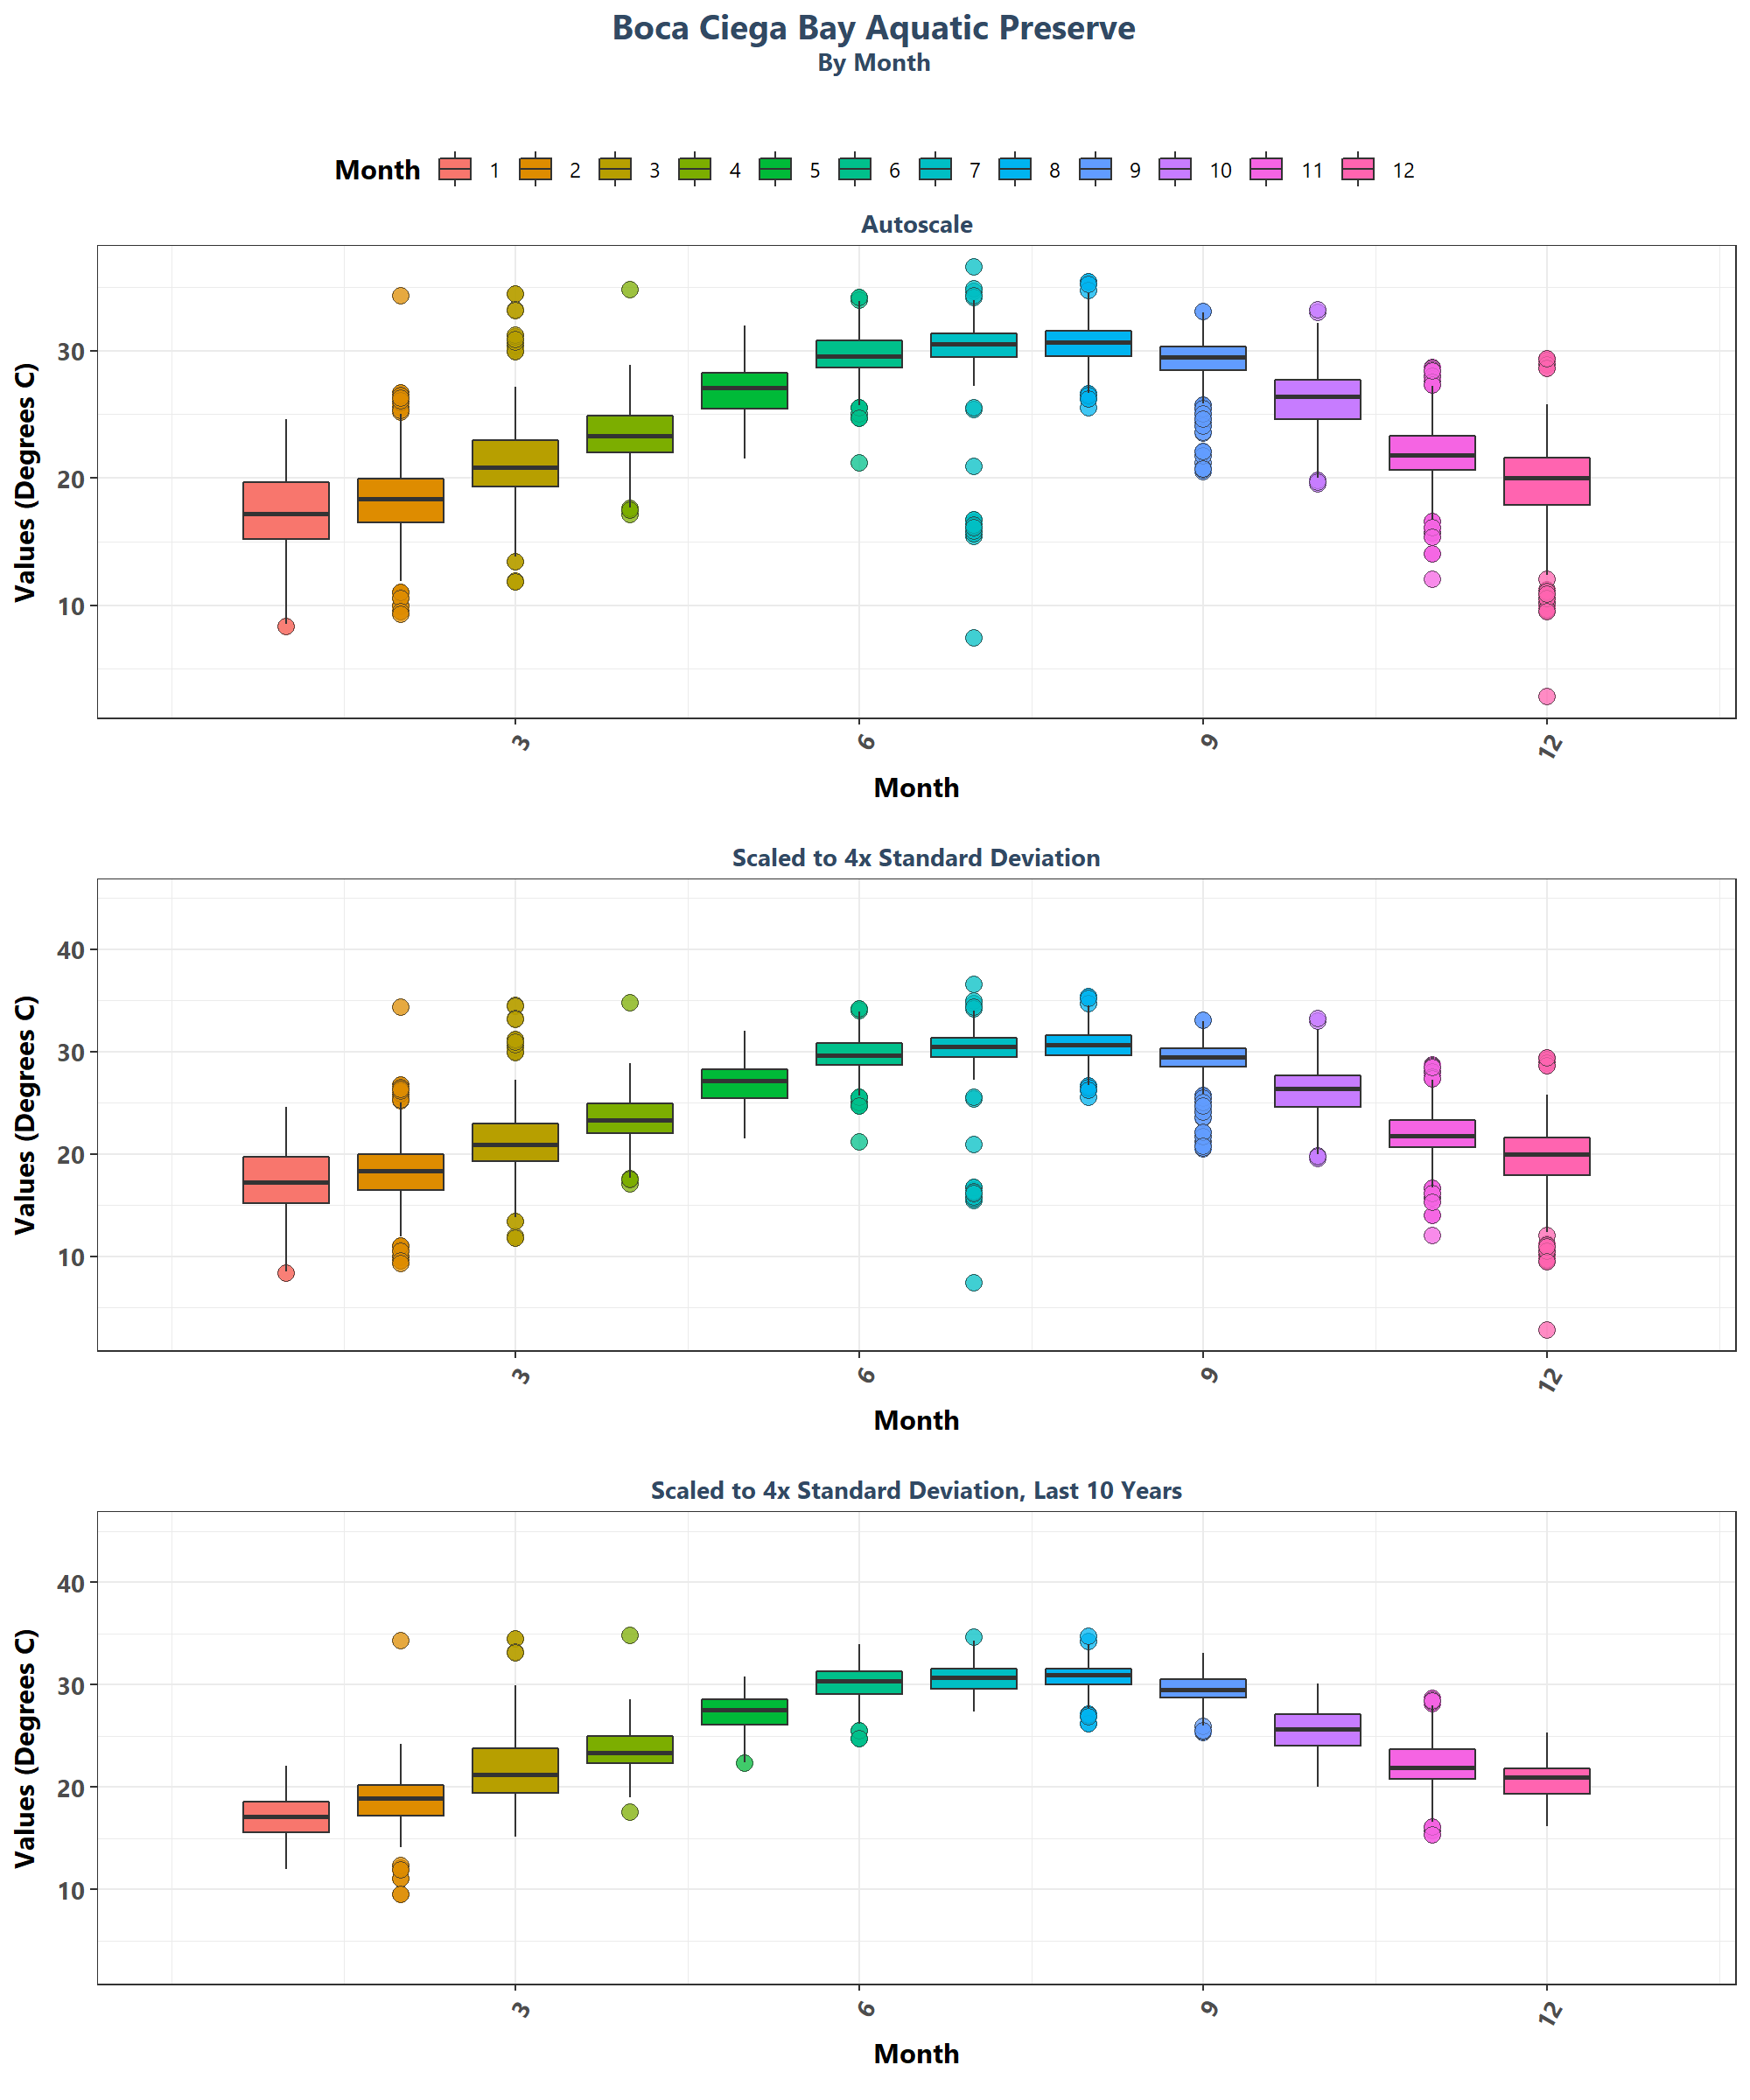 Boca Ciega Bay Aquatic Preserve
By Month
Month 1 2 3 4 5 6 7 8 9 10 11 12
Autoscale
Values (Degrees C)
30
20
10
3 6 9 12
Month
Scaled to 4x Standard Deviation
Values (Degrees C)
40
30
20
10
3 6 9 12
Month
Scaled to 4x Standard Deviation, Last 10 Years
Values (Degrees C)
40
30
20
10
3 6 9 12
Month